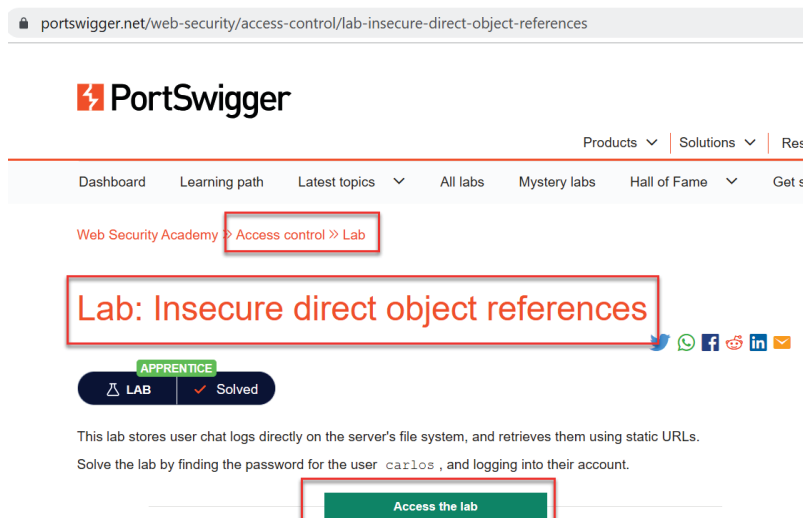 portswigger.net/web-security/access-control/lab-insecure-direct-object-references
PortSwigger
Products Solutions
Dashboard Learning path Latest topics All labs Mystery labs Hall of Fame Get s
Web Security Academy » Access control » Lab
Lab: Insecure direct object references
APPRENTICE
LAB Solved
This lab stores user chat logs directly on the server's file system, and retrieves them using static URLs.
Solve the lab by finding the password for the user carlos , and logging into their account.
Access the lab